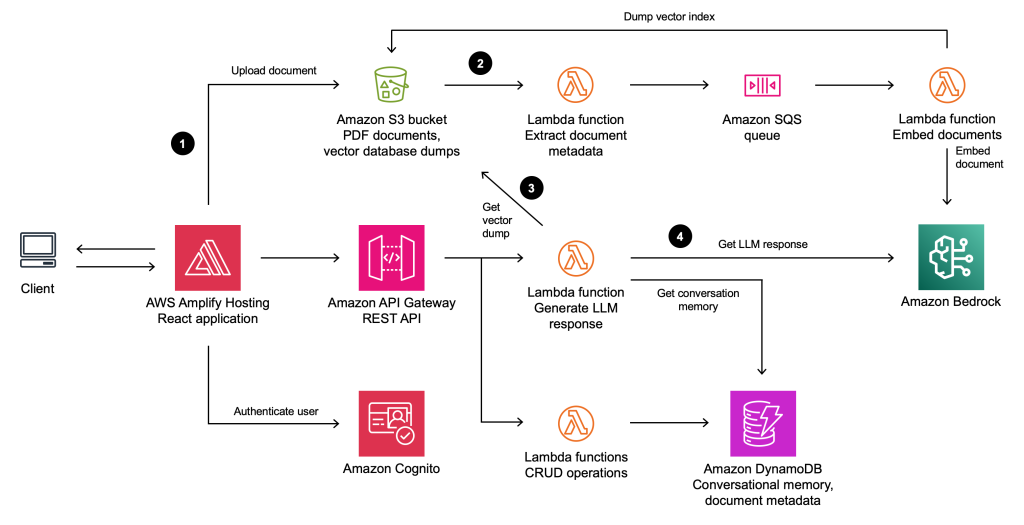 Dump vector index
2
Upload document
Amazon S3 bucket
PDF documents,
vector database dumps
Lambda function
Extract document
metadata
Amazon SQS
queue
Lambda function
Embed documents
1
Embed
document
3
Get
vector
dump
4
Get LLM response
Client
AWS Amplify Hosting
React application
Amazon API Gateway
REST API
Lambda function
Generate LLM
response
Get conversation
memory
Amazon Bedrock
Authenticate user
Amazon Cognito
Lambda functions
CRUD operations
Amazon DynamoDB
Conversational memory,
document metadata